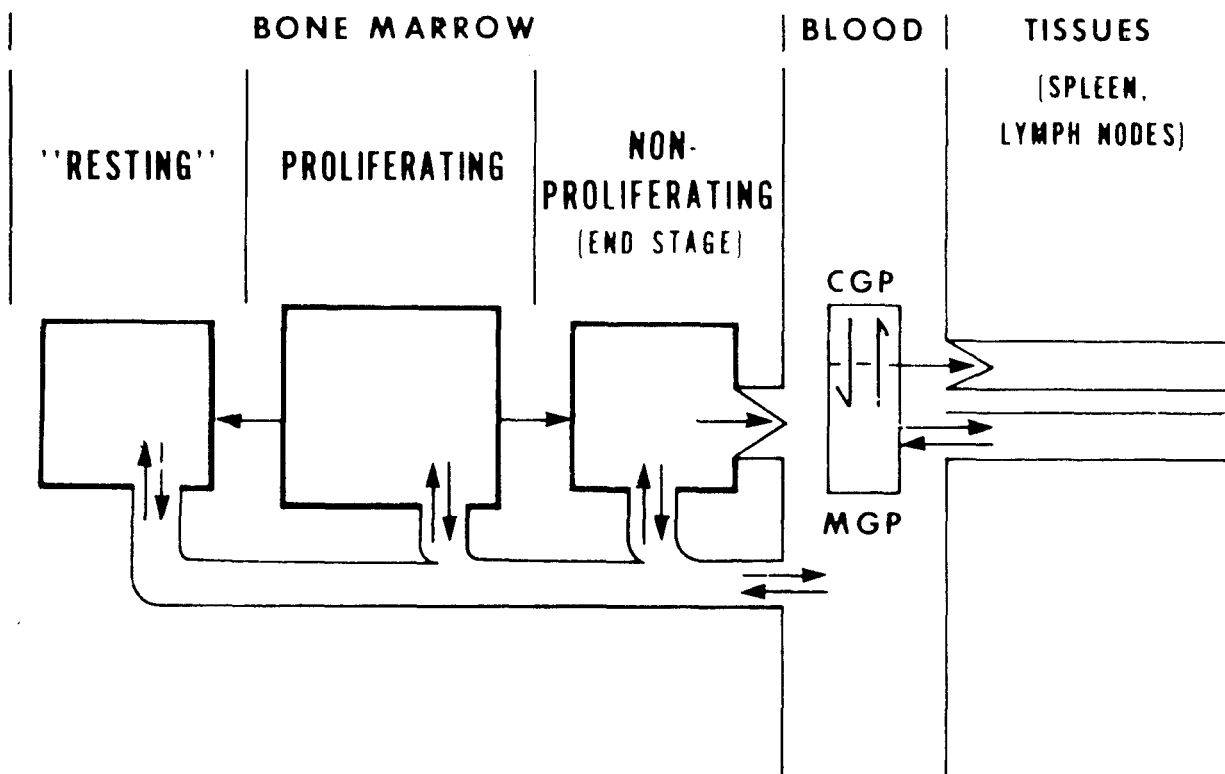 BONE MARROW
BLOOD
TISSUES
(SPLEEN,
LYMPH NODES)
"RESTING"
PROLIFERATING
NON-
PROLIFERATING
(END STAGE)
CGP
MGP